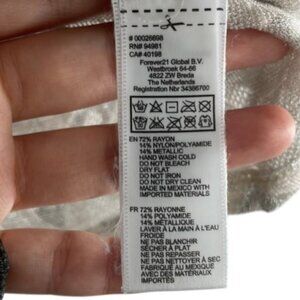 # 00026698
RN# 94981
CA# 40198
Forever21 Global B.V.
Westbroek 64-66
4822 ZW Breda
The Netherlands
Registration Nbr 34386700
EN 72% RAYON
14% NYLON/POLYAMIDE
14% METALLIC
HAND WASH COLD
DO NOT BLEACH
DRY FLAT
DO NOT IRON
DO NOT DRY CLEAN
MADE IN MEXICO WITH
IMPORTED MATERIALS
FR 72% RAYONNE
14% POLYAMIDE
14% MÉTALLIQUE
LAVER À LA MAIN À L'EAU
FROIDE
NE PAS BLANCHIR
SÉCHER À PLAT
NE PAS REPASSER
NE PAS NETTOYER À SEC
FABRIQUÉ AU MEXIQUE
AVEC DES MATÉRIAUX
IMPORTÉS